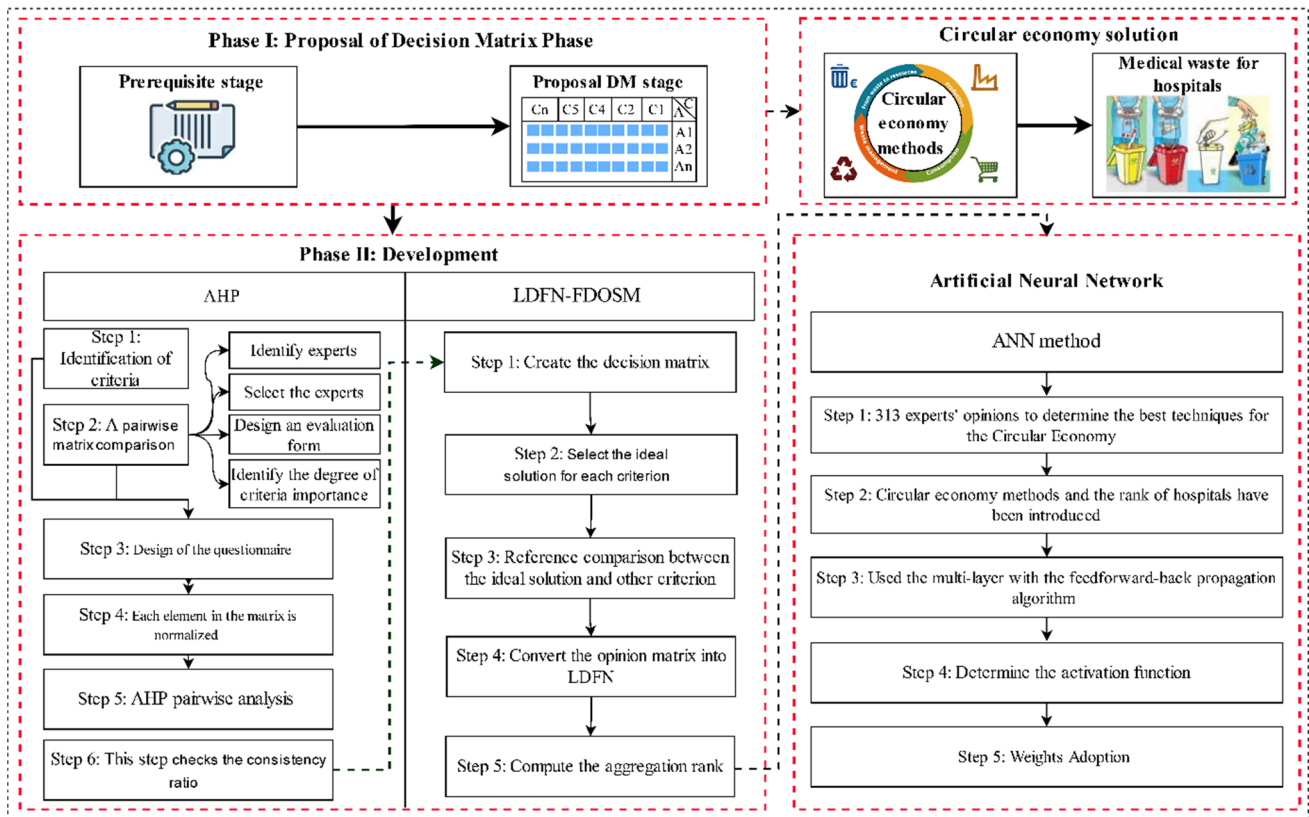 Phase I: Proposal of Decision Matrix Phase
Prerequisite stage
Proposal DM stage
Cn C5 C4 C2 C1 C
A
A1
A2
An
Circular economy solution
From waste to resources
Production
Consumption
Waste management
Circular
economy
methods
€
Medical waste for
hospitals
Phase II: Development
AHP
Step 1:
Identification of
criteria
Step 2: A pairwise
matrix comparison
Identify experts
Select the experts
Design an evaluation
form
Identify the degree of
criteria importance
Step 3: Design of the questionnaire
Step 4: Each element in the matrix is
normalized
Step 5: AHP pairwise analysis
Step 6: This step checks the consistency
ratio
LDFN-FDOSM
Step 1: Create the decision matrix
Step 2: Select the ideal
solution for each criterion
Step 3: Reference comparison between
the ideal solution and other criterion
Step 4: Convert the opinion matrix into
LDFN
Step 5: Compute the aggregation rank
Artificial Neural Network
ANN method
Step 1: 313 experts' opinions to determine the best techniques for
the Circular Economy
Step 2: Circular economy methods and the rank of hospitals have
been introduced
Step 3: Used the multi-layer with the feedforward-back propagation
algorithm
Step 4: Determine the activation function
Step 5: Weights Adoption